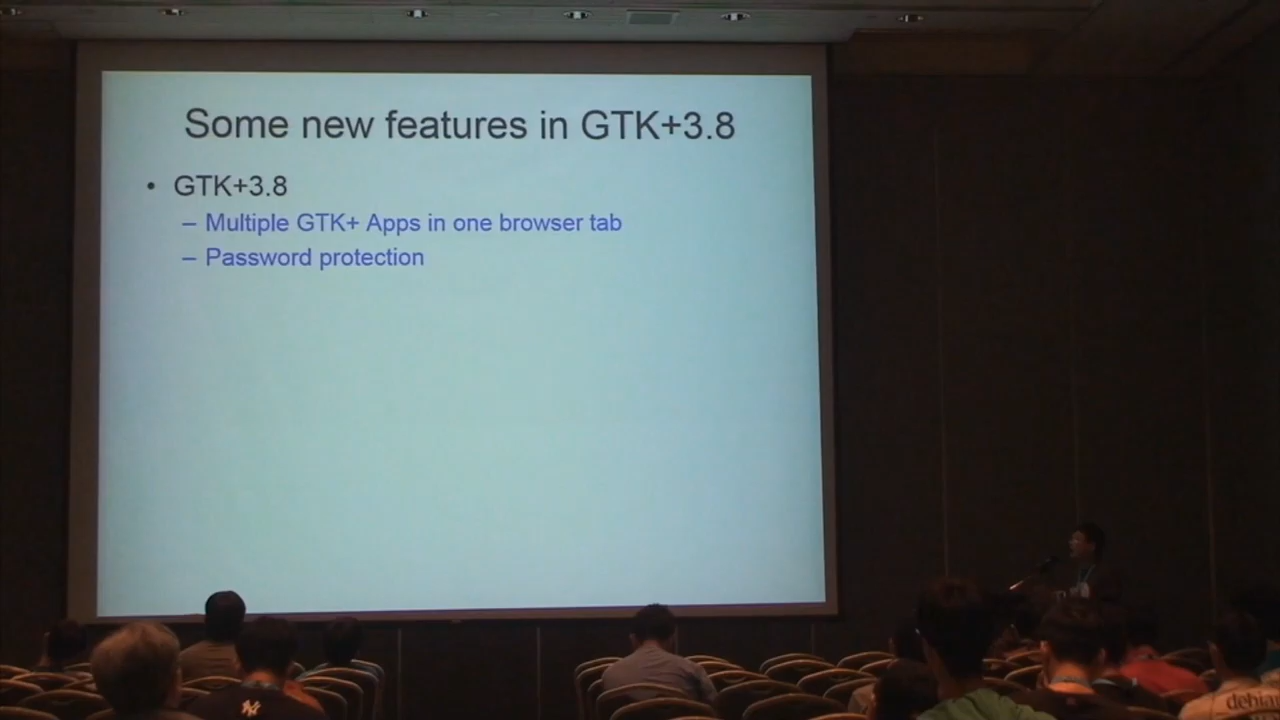 Some new features in GTK+3.8
• GTK+3.8
– Multiple GTK+ Apps in one browser tab
– Password protection
NY